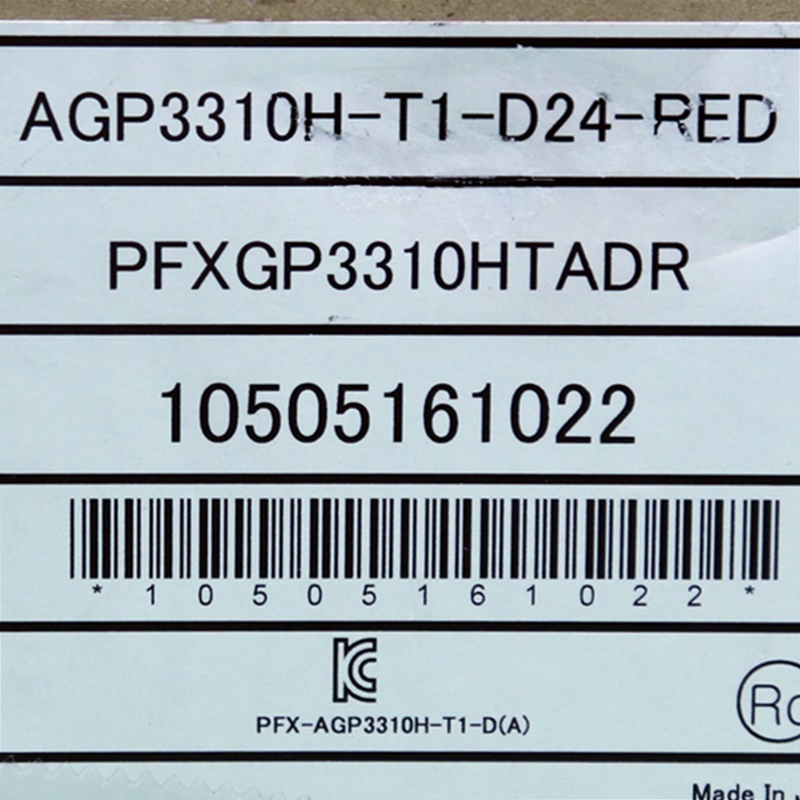 AGP3310H-T1-D24-RED
PFXGP3310HTADR
10505161022
*10505161022*
PFX-AGP3310H-T1-D(A)
Made In